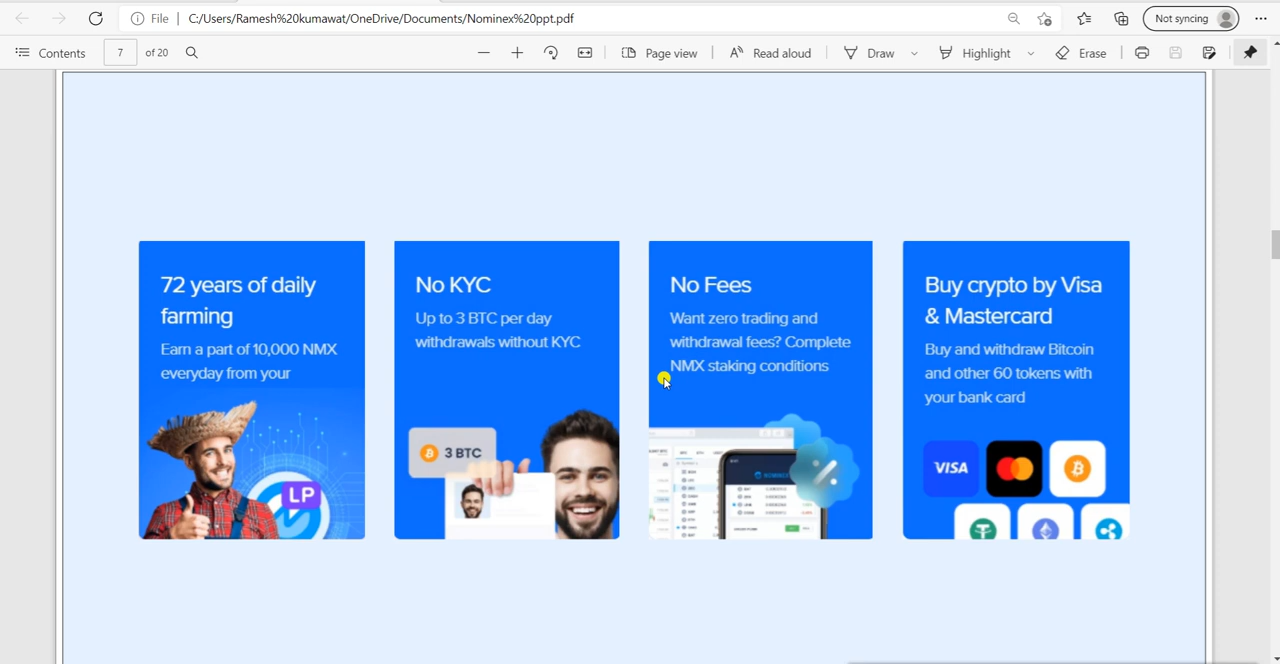 File
C:/Users/Ramesh%20kumawat/OneDrive/Documents/Nominex%20ppt.pdf
Not syncing
Contents
7
of 20
Page view
Read aloud
Draw
Highlight
Erase
72 years of daily
farming
Earn a part of 10,000 NMX
everyday from your
LP
No KYC
Up to 3 BTC per day
withdrawals without KYC
3 BTC
No Fees
Want zero trading and
withdrawal fees? Complete
NMX staking conditions
Buy crypto by Visa
& Mastercard
Buy and withdraw Bitcoin
and other 60 tokens with
your bank card
VISA